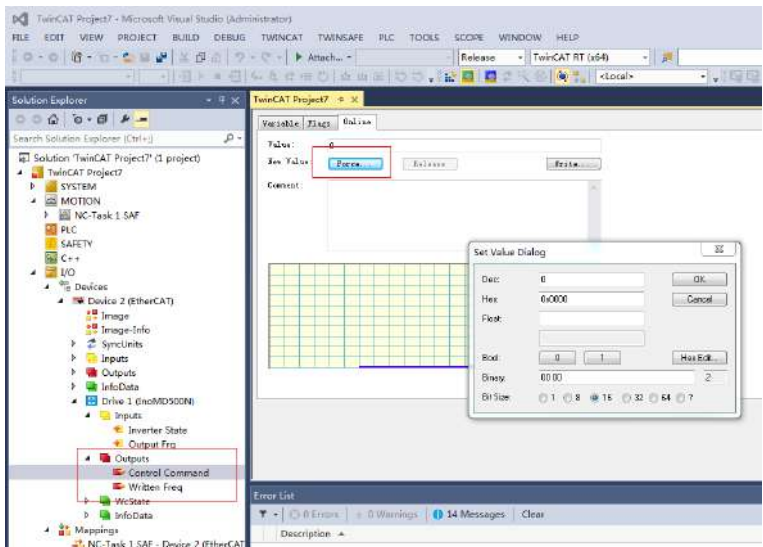 TwinCAT Project7 - Microsoft Visual Studio (Administrator)
FILE EDIT VIEW PROJECT BUILD DEBUG TWINCAT TWINSAFE PLC TOOLS SCOPE WINDOW HELP
Attach... Release TwinCAT RT (x64)
<Local>
Solution Explorer
Search Solution Explorer (Ctrl+;)
Solution 'TwinCAT Project7' (1 project)
TwinCAT Project7
SYSTEM
MOTION
NC-Task 1 SAF
PLC
SAFETY
C++
I/O
Devices
Device 2 (EtherCAT)
Image
Image-Info
SyncUnits
Inputs
Outputs
InfoData
Drive 1 (InoMD500N)
Inputs
Inverter State
Output Frq
Outputs
Control Command
Written Freq
WcState
InfoData
Mappings
NC-Task 1 SAF - Device 2 (EtherCAT
TwinCAT Project7
Variable Flags Online
Value: 0
New Value: Force... Release Write...
Comment:
Set Value Dialog
Dec: 0 OK
Hex: 0x0000 Cancel
Float:
Bool: 0 1 Hex Edit...
Binary: 00 00 2
Bit Size: 1 8 16 32 64 ?
Error List
0 Errors 0 Warnings 14 Messages Clear
Description